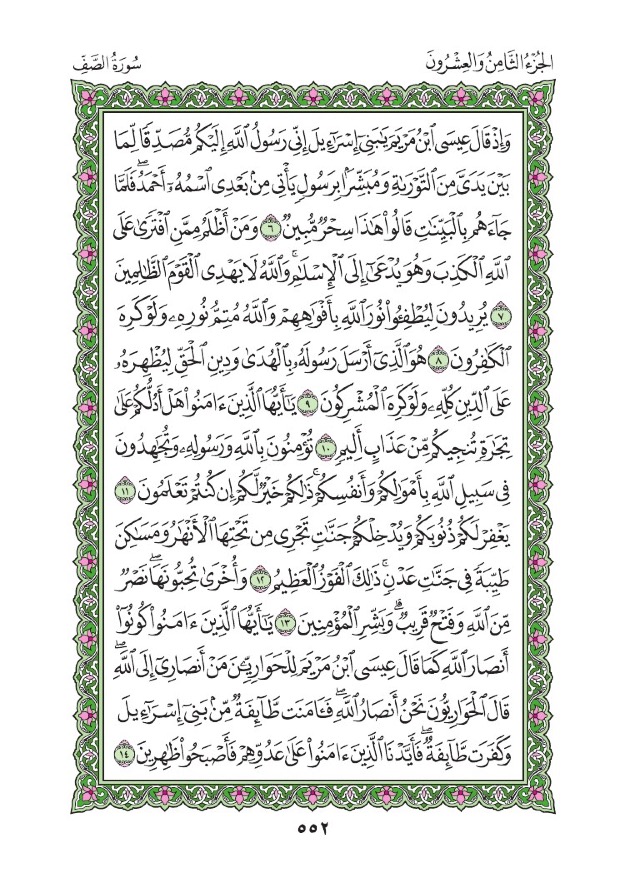 الجُزْءُ الثَّامِنُ وَالعِشْرُونَ
سُورَةُ الصَّفِّ
وَإِذْ قَالَ عِيسَى ٱبْنُ مَرْيَمَ يَٰبَنِىٓ إِسْرَٰٓءِيلَ إِنِّى رَسُولُ ٱللَّهِ إِلَيْكُم مُّصَدِّقًا لِّمَا
بَيْنَ يَدَىَّ مِنَ ٱلتَّوْرَىٰةِ وَمُبَشِّرًۢا بِرَسُولٍ يَأْتِى مِنۢ بَعْدِى ٱسْمُهُۥٓ أَحْمَدُ ۖ فَلَمَّا
جَآءَهُم بِٱلْبَيِّنَٰتِ قَالُوا۟ هَٰذَا سِحْرٌ مُّبِينٌ ٦ وَمَنْ أَظْلَمُ مِمَّنِ ٱفْتَرَىٰ عَلَى
ٱللَّهِ ٱلْكَذِبَ وَهُوَ يُدْعَىٰٓ إِلَى ٱلْإِسْلَٰمِ ۚ وَٱللَّهُ لَا يَهْدِى ٱلْقَوْمَ ٱلظَّٰلِمِينَ
٧ يُرِيدُونَ لِيُطْفِـُٔوا۟ نُورَ ٱللَّهِ بِأَفْوَٰهِهِمْ وَٱللَّهُ مُتِمُّ نُورِهِۦ وَلَوْ كَرِهَ
ٱلْكَٰفِرُونَ ٨ هُوَ ٱلَّذِىٓ أَرْسَلَ رَسُولَهُۥ بِٱلْهُدَىٰ وَدِينِ ٱلْحَقِّ لِيُظْهِرَهُۥ
عَلَى ٱلدِّينِ كُلِّهِۦ وَلَوْ كَرِهَ ٱلْمُشْرِكُونَ ٩ يَٰٓأَيُّهَا ٱلَّذِينَ ءَامَنُوا۟ هَلْ أَدُلُّكُمْ عَلَىٰ
تِجَٰرَةٍ تُنجِيكُم مِّنْ عَذَابٍ أَلِيمٍ ١٠ تُؤْمِنُونَ بِٱللَّهِ وَرَسُولِهِۦ وَتُجَٰهِدُونَ
فِى سَبِيلِ ٱللَّهِ بِأَمْوَٰلِكُمْ وَأَنفُسِكُمْ ۚ ذَٰلِكُمْ خَيْرٌ لَّكُمْ إِن كُنتُمْ تَعْلَمُونَ ١١
يَغْفِرْ لَكُمْ ذُنُوبَكُمْ وَيُدْخِلْكُمْ جَنَّٰتٍ تَجْرِى مِن تَحْتِهَا ٱلْأَنْهَٰرُ وَمَسَٰكِنَ
طَيِّبَةً فِى جَنَّٰتِ عَدْنٍ ۚ ذَٰلِكَ ٱلْفَوْزُ ٱلْعَظِيمُ ١٢ وَأُخْرَىٰ تُحِبُّونَهَا ۖ نَصْرٌ
مِّنَ ٱللَّهِ وَفَتْحٌ قَرِيبٌ ۗ وَبَشِّرِ ٱلْمُؤْمِنِينَ ١٣ يَٰٓأَيُّهَا ٱلَّذِينَ ءَامَنُوا۟ كُونُوٓا۟
أَنصَارَ ٱللَّهِ كَمَا قَالَ عِيسَى ٱبْنُ مَرْيَمَ لِلْحَوَارِيِّـۧنَ مَنْ أَنصَارِىٓ إِلَى ٱللَّهِ ۖ
قَالَ ٱلْحَوَارِيُّونَ نَحْنُ أَنصَارُ ٱللَّهِ ۖ فَـَٔامَنَت طَّآئِفَةٌ مِّنۢ بَنِىٓ إِسْرَٰٓءِيلَ
وَكَفَرَت طَّآئِفَةٌ ۖ فَأَيَّدْنَا ٱلَّذِينَ ءَامَنُوا۟ عَلَىٰ عَدُوِّهِمْ فَأَصْبَحُوا۟ ظَٰهِرِينَ ١٤
٥٥٢